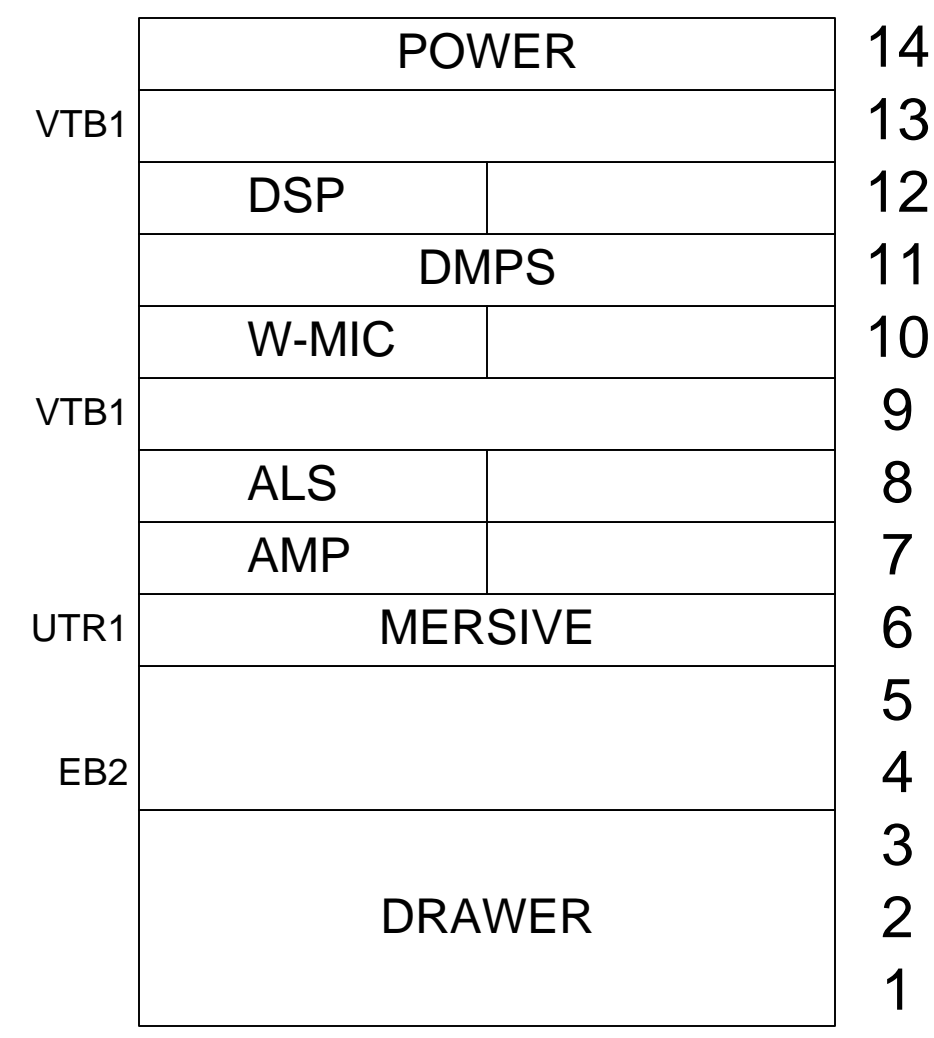 POWER 14
VTB1 13
DSP 12
DMPS 11
W-MIC 10
VTB1 9
ALS 8
AMP 7
UTR1 MERSIVE 6
5
EB2 4
3
DRAWER 2
1